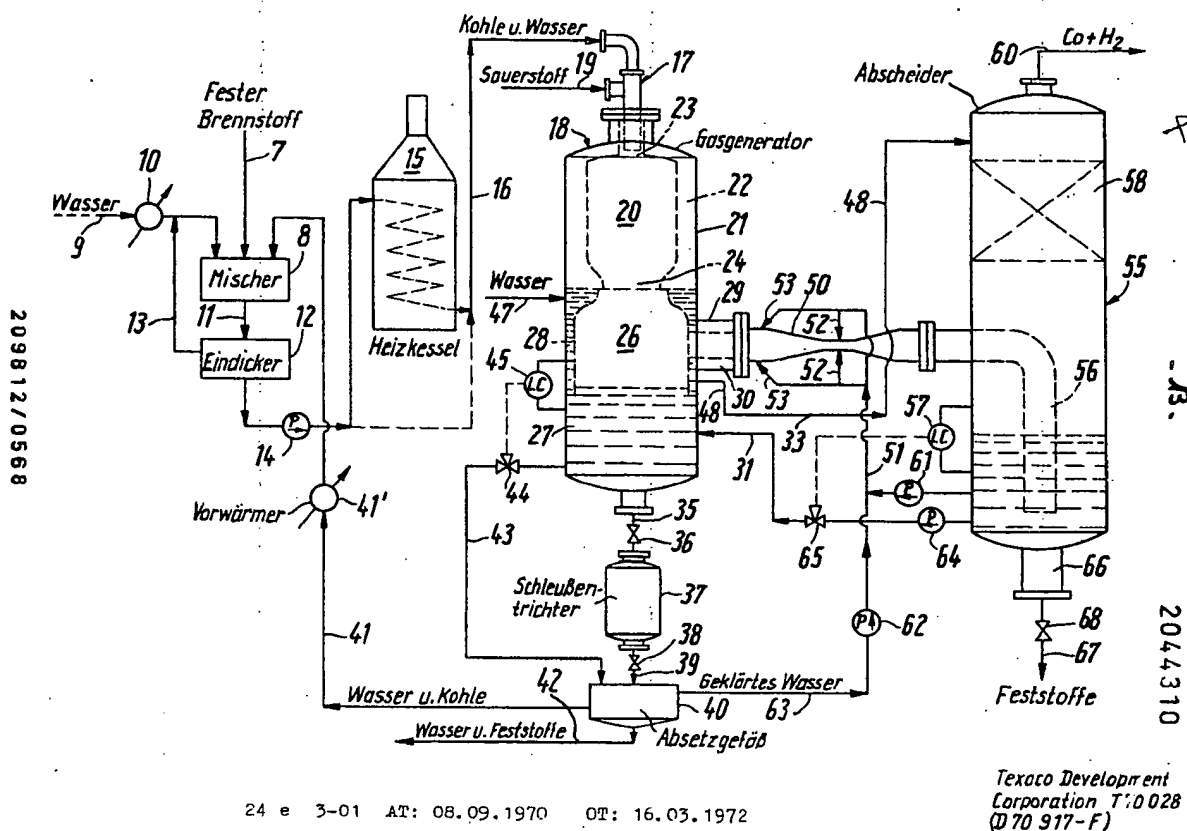 Kohle u. Wasser
60
Co+H₂
Sauerstoff
19
17
Abscheider
Fester
Brennstoff
7
18
23
Gasgenerator
10
15
16
22
58
Wasser
9
20
48
21
8
Mischer
24
Wasser
47
29
53
50
55
13
11
12
28
26
52
Eindicker
Heizkessel
45
LC
52
56
30
53
57
LC
48
14
P
27
33
31
51
61
P
44
65
P
64
Vorwärmer
41'
43
35
36
66
Schleußen-
trichter
37
P
62
68
41
38
39
67
Wasser u. Kohle
42
Geklärtes Wasser
63
40
Feststoffe
Wasser u. Feststoffe
Absetzgefäß
209812/0568
-13.
2044310
24 e 3-01 AT: 08.09.1970 OT: 16.03.1972
Texaco Development
Corporation
(D 70 917-F)